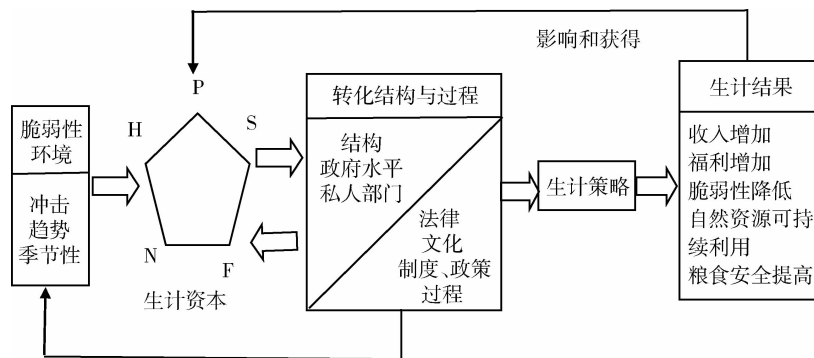 影响和获得
脆弱性
环境
冲击
趋势
季节性
P
H
S
N
F
生计资本
转化结构与过程
结构
政府水平
私人部门
法律
文化
制度、政策
过程
生计策略
生计结果
收入增加
福利增加
脆弱性降低
自然资源可持
续利用
粮食安全提高